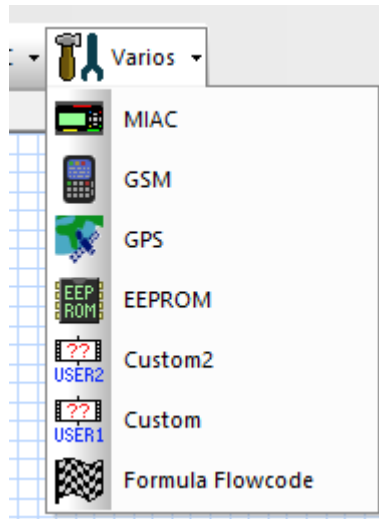 Varios
MIAC
GSM
GPS
EEP
ROM
EEPROM
??
USER2
Custom2
??
USER1
Custom
Formula Flowcode